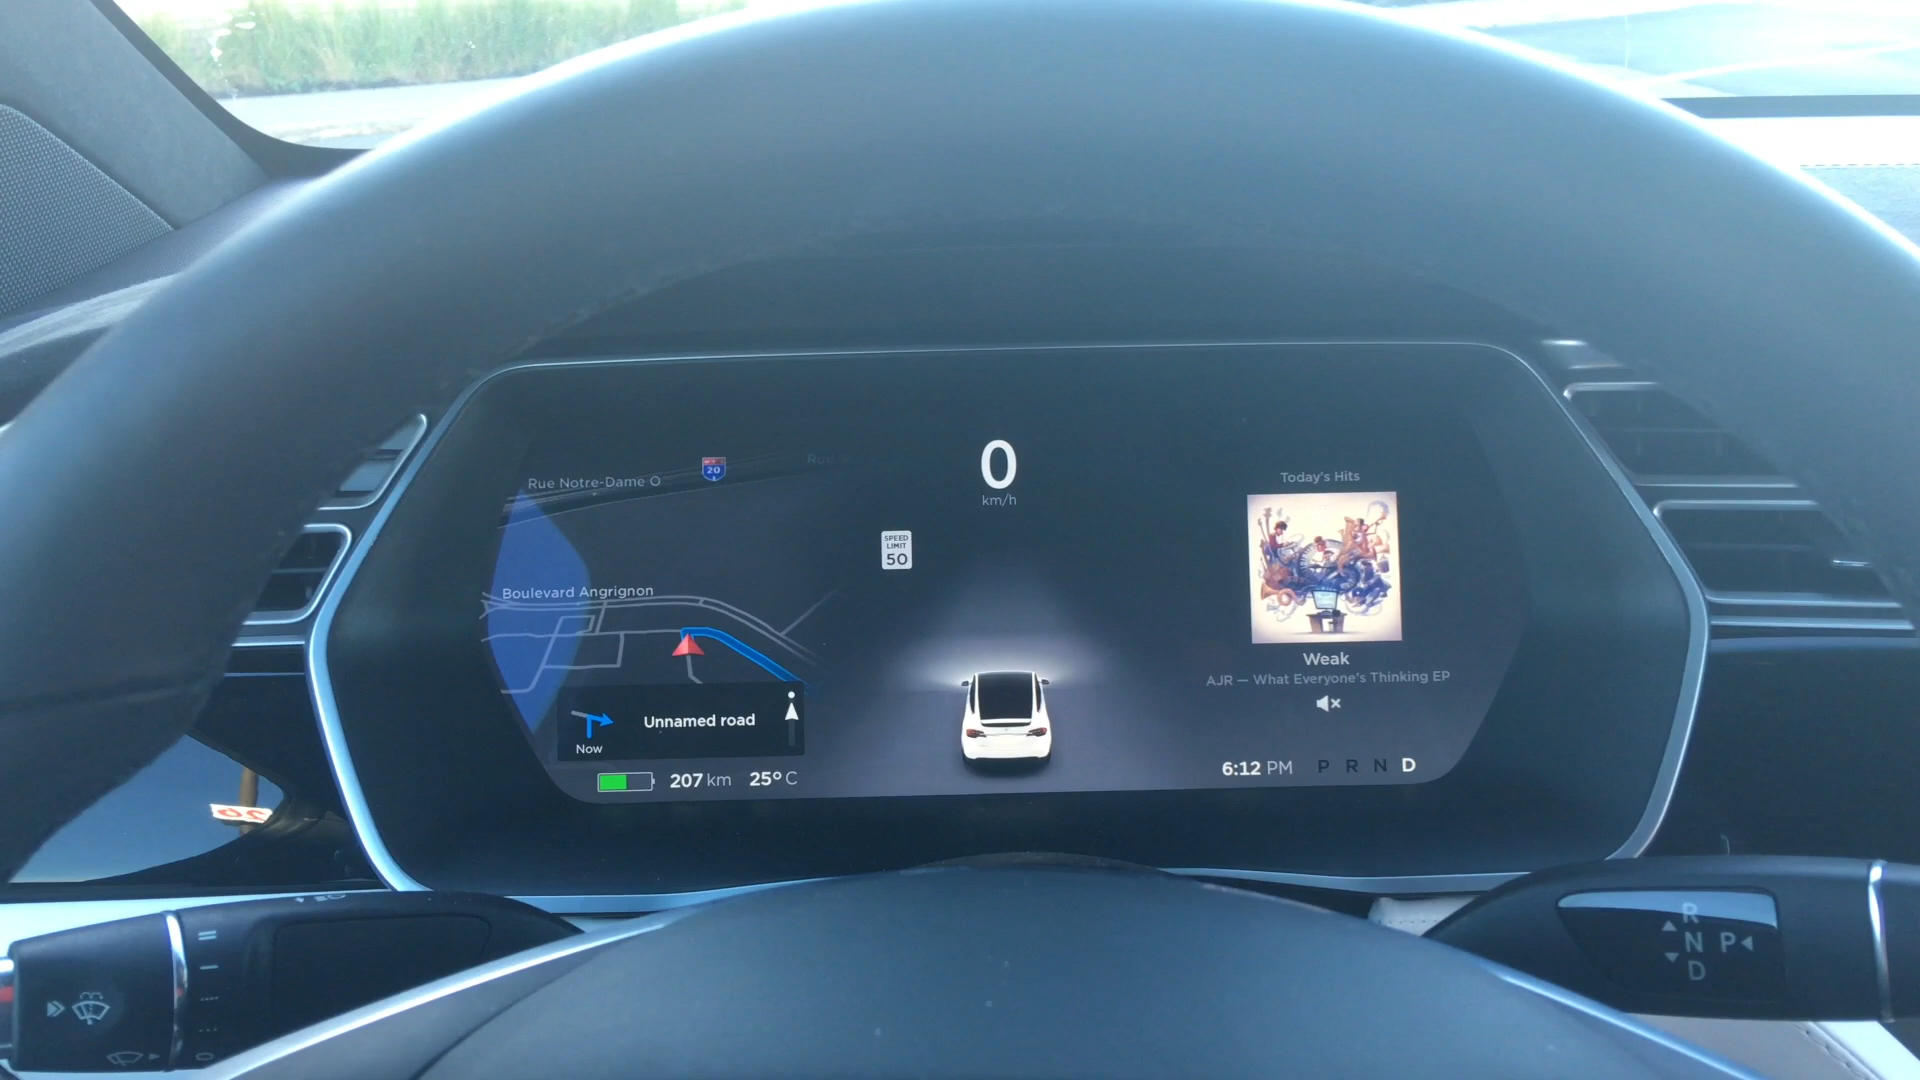 Rue Notre-Dame O
20
0
km/h
SPEED
LIMIT
50
Today's Hits
Boulevard Angrignon
Weak
AJR — What Everyone's Thinking EP
Unnamed road
Now
207 km 25° C
6:12 PM P R N D
R
N P
D